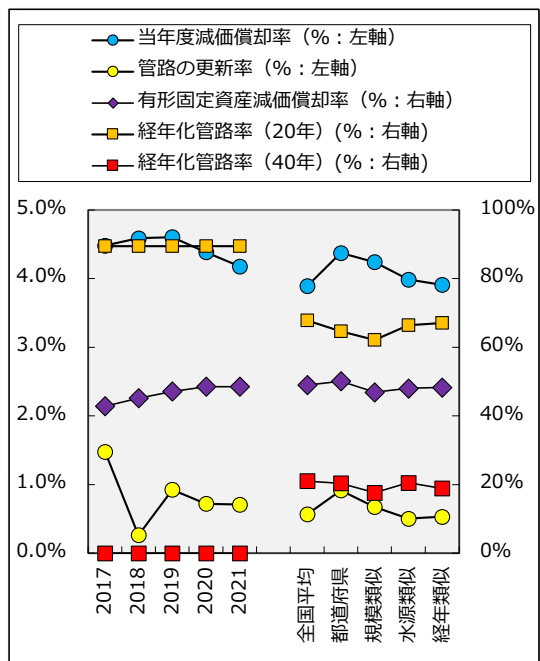 当年度減価償却率（%：左軸）
管路の更新率（%：左軸）
有形固定資産減価償却率（%：右軸）
経年化管路率（20年）(%：右軸)
経年化管路率（40年）(%：右軸)
5.0%
4.0%
3.0%
2.0%
1.0%
0.0%
100%
80%
60%
40%
20%
0%
2017
2018
2019
2020
2021
全国平均
都道府県
規模類似
水源類似
経年類似